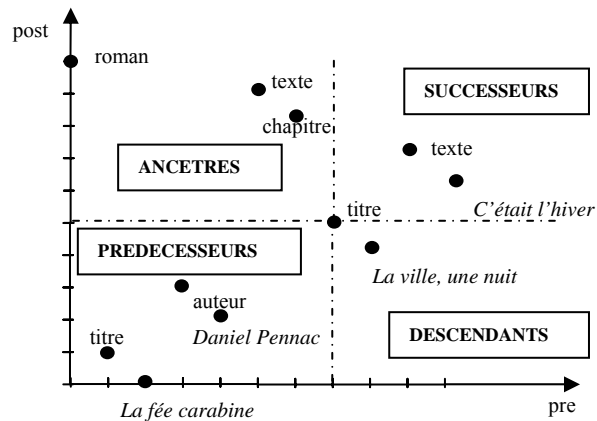 post
roman
texte
SUCCESSEURS
chapitre
texte
ANCETRES
titre
C'était l'hiver
PREDECESSEURS
La ville, une nuit
auteur
titre
Daniel Pennac
DESCENDANTS
La fée carabine
pre